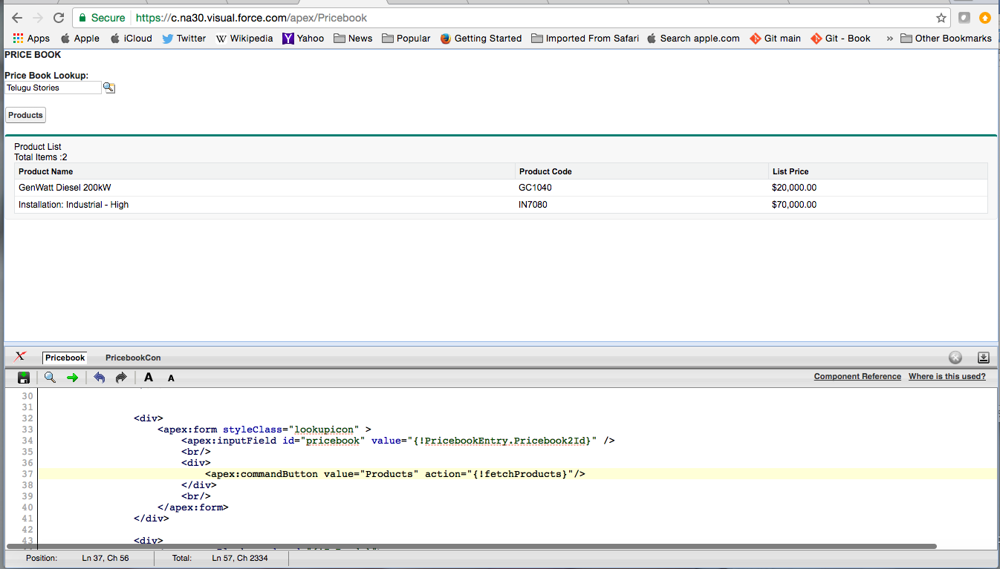 Secure https://c.na30.visual.force.com/apex/Pricebook
Apps Apple iCloud Twitter Wikipedia Yahoo News Popular Getting Started Imported From Safari Search apple.com Git main Git - Book » Other Bookmarks
PRICE BOOK
Price Book Lookup:
Telugu Stories
Products
Product List
Total Items :2
Product Name Product Code List Price
GenWatt Diesel 200kW GC1040 $20,000.00
Installation: Industrial - High IN7080 $70,000.00
Pricebook PricebookCon
A A Component Reference Where is this used?
30
31
32 <div>
33 <apex:form styleClass="lookupicon" >
34 <apex:inputField id="pricebook" value="{!PricebookEntry.Pricebook2Id}" />
35 <br/>
36 <div>
37 <apex:commandButton value="Products" action="{!fetchProducts}"/>
38 </div>
39 <br/>
40 </apex:form>
41 </div>
42
43 <div>
Position: Ln 37, Ch 56 Total: Ln 57, Ch 2334